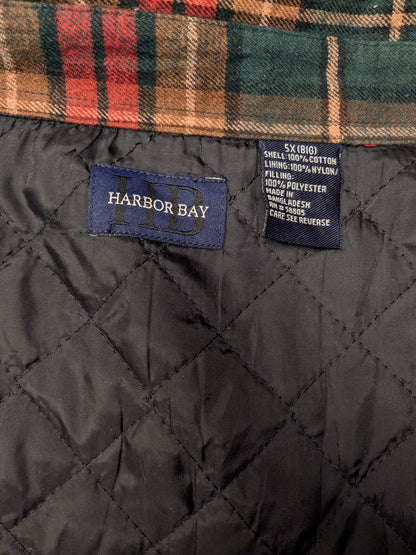 HB
HARBOR BAY
5X(BIG)
SHELL:100%COTTON
LINING:100%NYLON/
FILLING:
100%POLYESTER
MADE IN
BANGLADESH
RN#58805
CARE SEE REVERSE